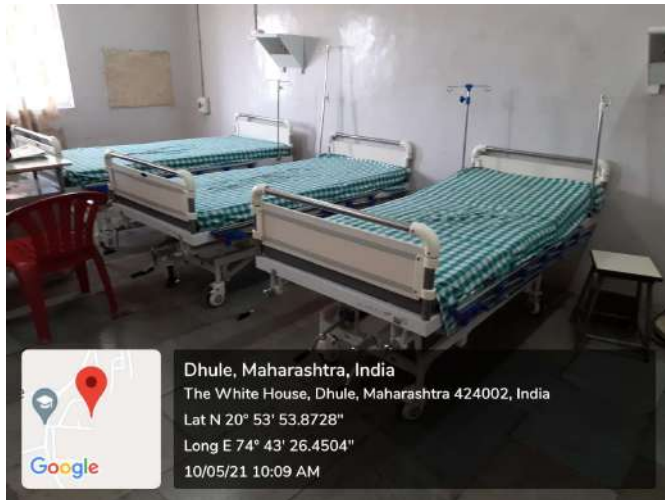 Dhule, Maharashtra, India
The White House, Dhule, Maharashtra 424002, India
Lat N 20° 53' 53.8728"
Long E 74° 43' 26.4504"
10/05/21 10:09 AM
Google